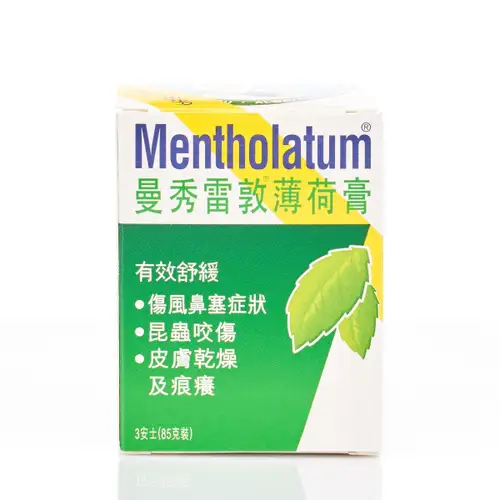 Mentholatum®
曼秀雷敦®薄荷膏
有效舒緩
•傷風鼻塞症狀
•昆蟲咬傷
•皮膚乾燥
及痕癢
3安士(85克裝)